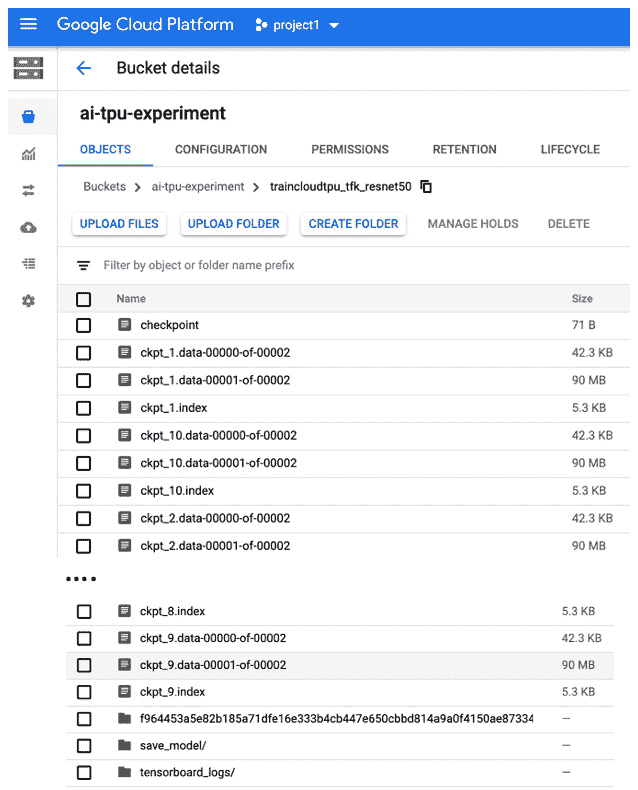 Google Cloud Platform project1
Bucket details
ai-tpu-experiment
OBJECTS CONFIGURATION PERMISSIONS RETENTION LIFECYCLE
Buckets > ai-tpu-experiment > traincloudtpu_tfk_resnet50
UPLOAD FILES UPLOAD FOLDER CREATE FOLDER MANAGE HOLDS DELETE
Filter by object or folder name prefix
Name Size
checkpoint 71 B
ckpt_1.data-00000-of-00002 42.3 KB
ckpt_1.data-00001-of-00002 90 MB
ckpt_1.index 5.3 KB
ckpt_10.data-00000-of-00002 42.3 KB
ckpt_10.data-00001-of-00002 90 MB
ckpt_10.index 5.3 KB
ckpt_2.data-00000-of-00002 42.3 KB
ckpt_2.data-00001-of-00002 90 MB
••••
ckpt_8.index 5.3 KB
ckpt_9.data-00000-of-00002 42.3 KB
ckpt_9.data-00001-of-00002 90 MB
ckpt_9.index 5.3 KB
f964453a5e82b185a71dfe16e333b4cb447e650cbbd814a9a0f4150ae87334 —
save_model/ —
tensorboard_logs/ —